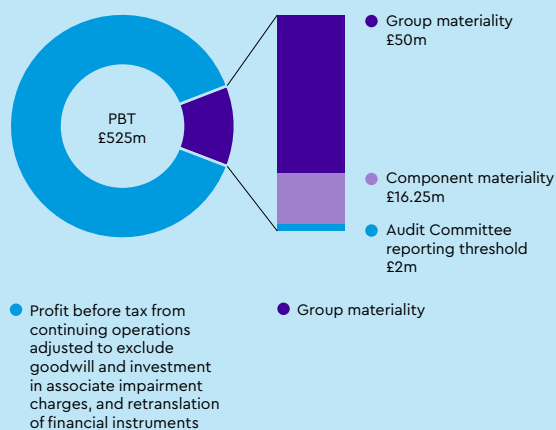 PBT
£525m
Group materiality
£50m
Component materiality
£16.25m
Audit Committee
reporting threshold
£2m
Profit before tax from
continuing operations
adjusted to exclude
goodwill and investment
in associate impairment
charges, and retranslation
of financial instruments
Group materiality